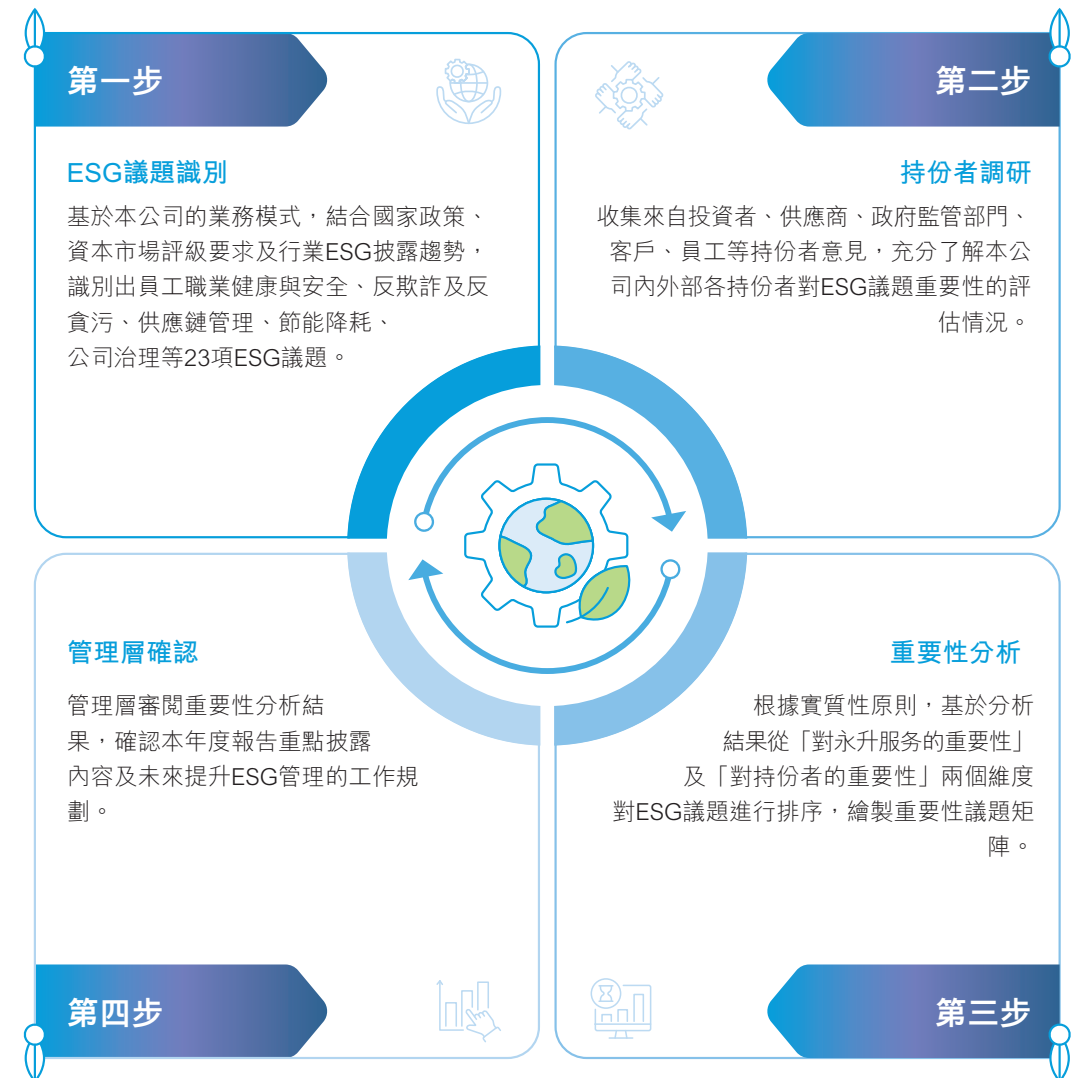 第一步
ESG議題識別
基於本公司的業務模式，結合國家政策、
資本市場評級要求及行業ESG披露趨勢，
識別出員工職業健康與安全、反欺詐及反
貪污、供應鏈管理、節能降耗、
公司治理等23項ESG議題。
第二步
持份者調研
收集來自投資者、供應商、政府監管部門、
客戶、員工等持份者意見，充分了解本公
司內外部各持份者對ESG議題重要性的評
估情況。
重要性分析
根據實質性原則，基於分析
結果從「對永升服务的重要性」
及「對持份者的重要性」兩個維度
對ESG議題進行排序，繪製重要性議題矩
陣。
第三步
管理層確認
管理層審閱重要性分析結
果，確認本年度報告重點披露
內容及未來提升ESG管理的工作規
劃。
第四步